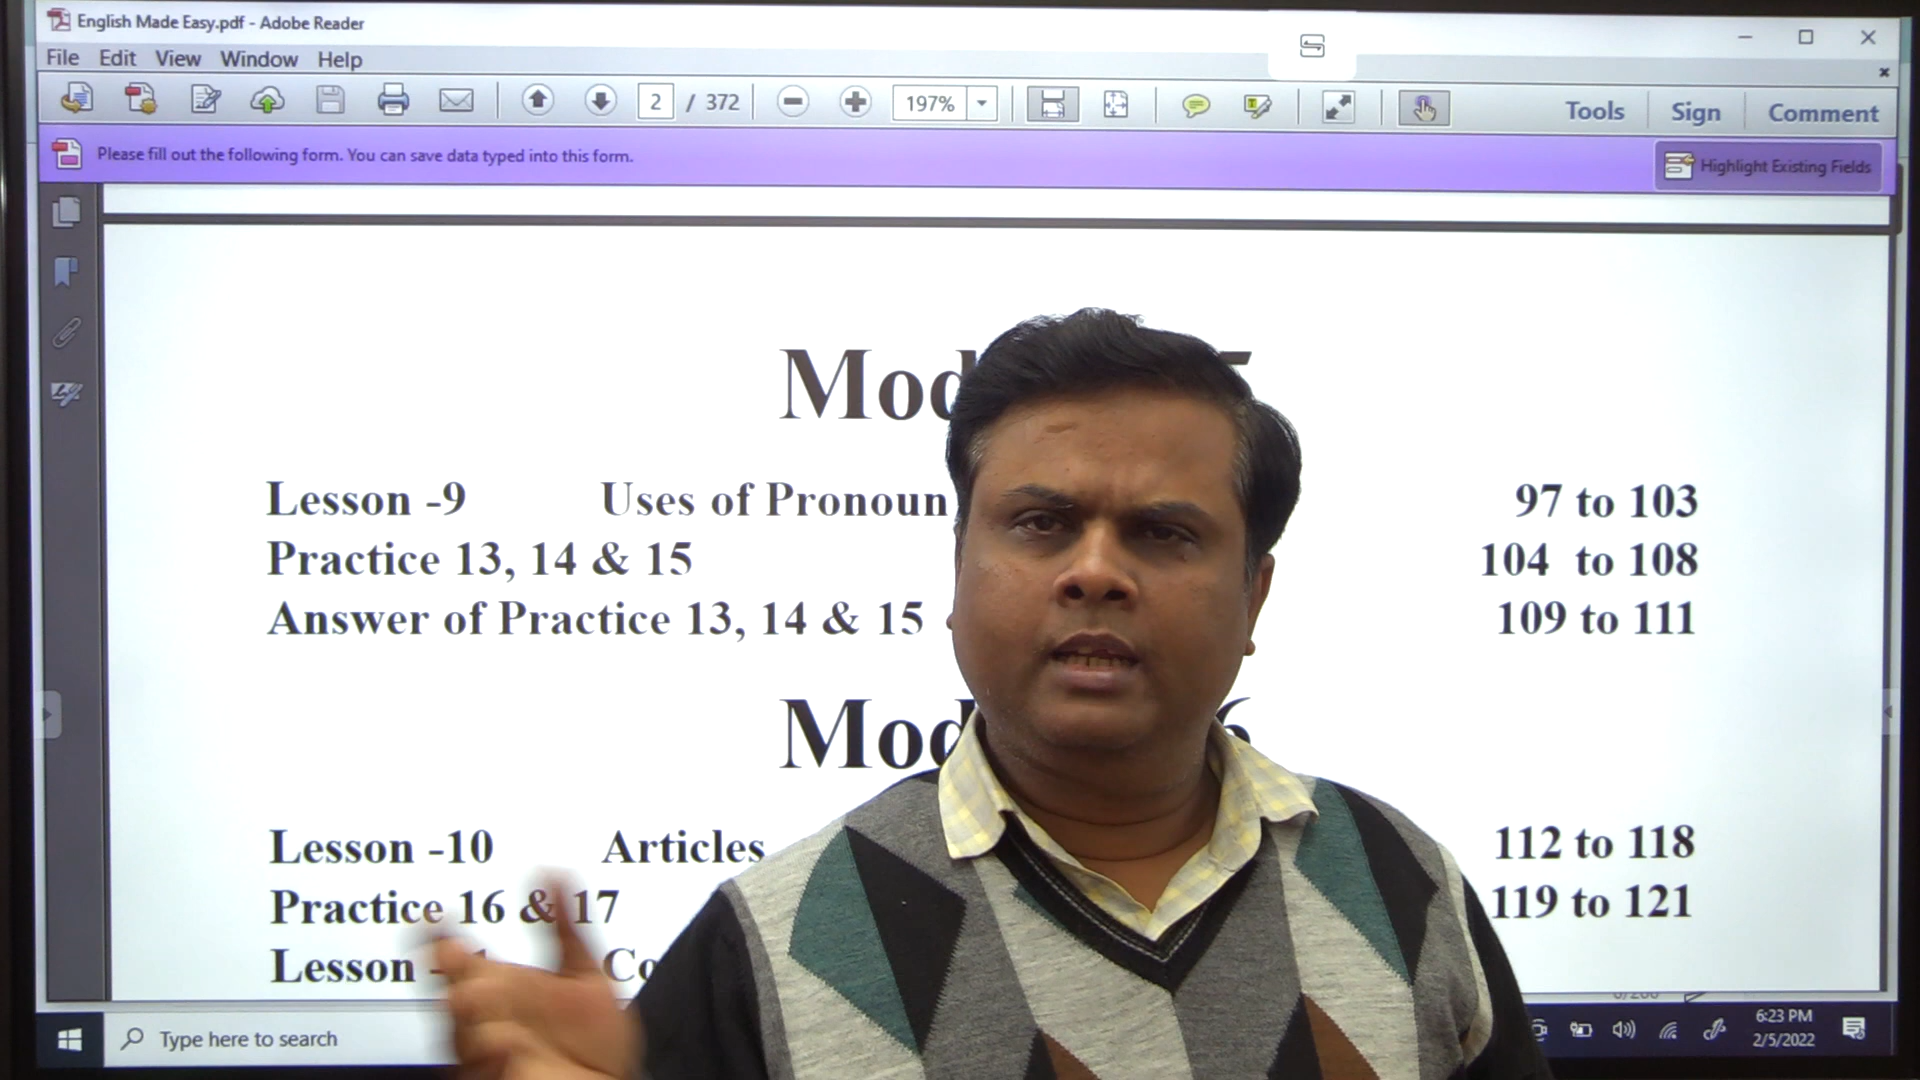 English Made Easy.pdf - Adobe Reader
File Edit View Window Help
2 / 372 197% Tools Sign Comment
Please fill out the following form. You can save data typed into this form.
Highlight Existing Fields
Lesson -9 Uses of Pronoun 97 to 103
Practice 13, 14 & 15 104 to 108
Answer of Practice 13, 14 & 15 109 to 111
6
Lesson -10 Articles 112 to 118
Practice 16 & 17 119 to 121
Lesson
Type here to search
6:23 PM
2/5/2022